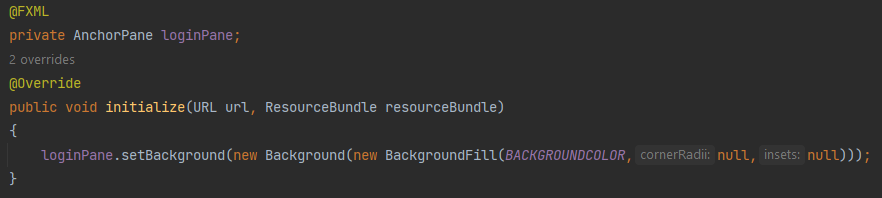 @FXML
private AnchorPane loginPane;
2 overrides
@Override
public void initialize(URL url, ResourceBundle resourceBundle)
{
loginPane.setBackground(new Background(new BackgroundFill(BACKGROUNDCOLOR, cornerRadii: null, insets: null)));
}